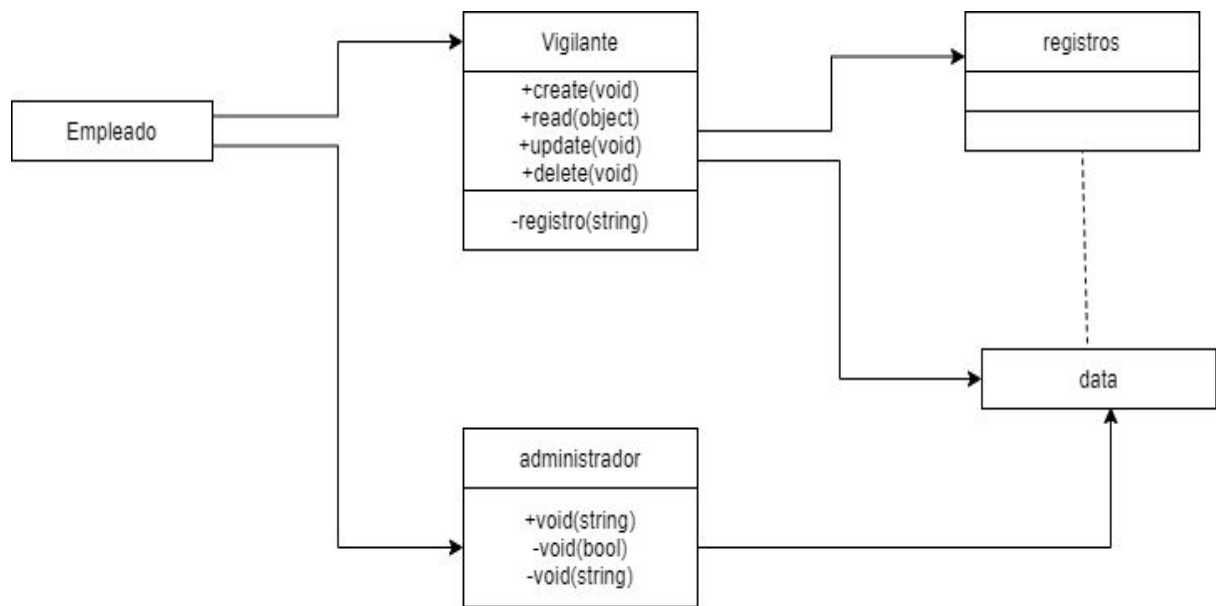 Vigilante
+create(void)
+read(object)
+update(void)
+delete(void)
-registro(string)
registros
Empleado
data
administrador
+void(string)
-void(bool)
-void(string)